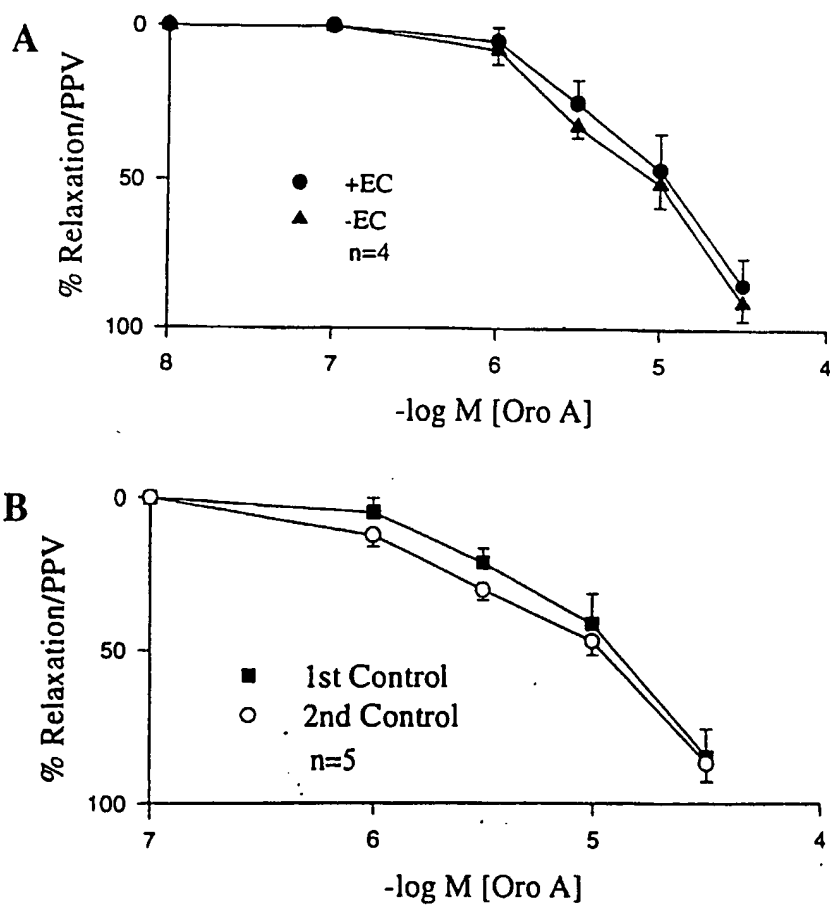 A
% Relaxation/PPV
0
50
100
+EC
-EC
n=4
8 7 6 5 4
-log M [Oro A]
B
% Relaxation/PPV
0
50
100
1st Control
2nd Control
n=5
7 6 5 4
-log M [Oro A]